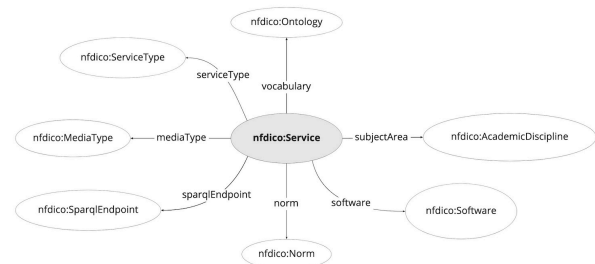 nfdico:Ontology
nfdico:ServiceType
serviceType
vocabulary
nfdico:MediaType
mediaType
nfdico:Service
subjectArea
nfdico:AcademicDiscipline
sparqlEndpoint
norm
software
nfdico:SparqlEndpoint
nfdico:Software
nfdico:Norm